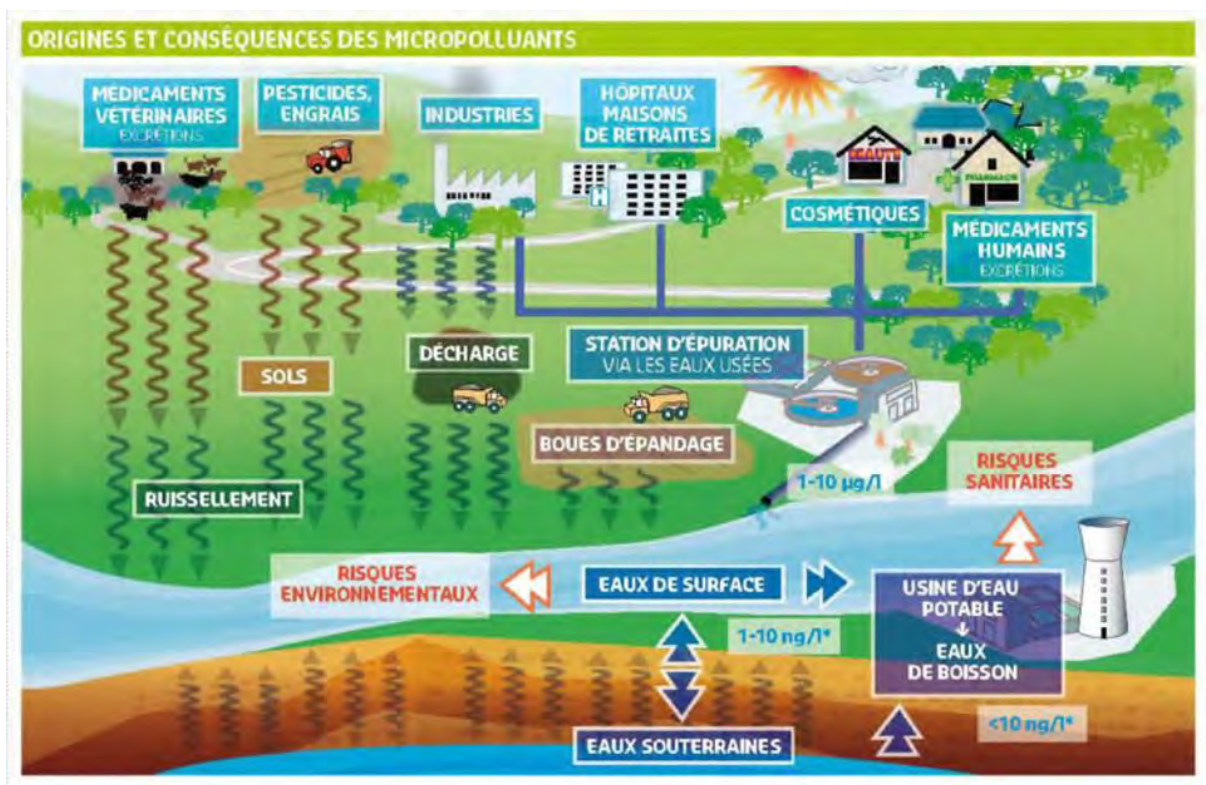 ORIGINES ET CONSÉQUENCES DES MICROPOLLUANTS
MÉDICAMENTS
VÉTÉRINAIRES
EXCRÉTIONS
PESTICIDES,
ENGRAIS
INDUSTRIES
HÔPITAUX
MAISONS
DE RETRAITES
H
BEAUTÉ
PHARMACIE
COSMÉTIQUES
MÉDICAMENTS
HUMAINS
EXCRÉTIONS
DÉCHARGE
STATION D'ÉPURATION
VIA LES EAUX USÉES
SOLS
BOUES D'ÉPANDAGE
RISQUES
SANITAIRES
1-10 µg/l
RUISSELLEMENT
RISQUES
ENVIRONNEMENTAUX
EAUX DE SURFACE
USINE D'EAU
POTABLE
EAUX
DE BOISSON
1-10 ng/l*
<10 ng/l*
EAUX SOUTERRAINES